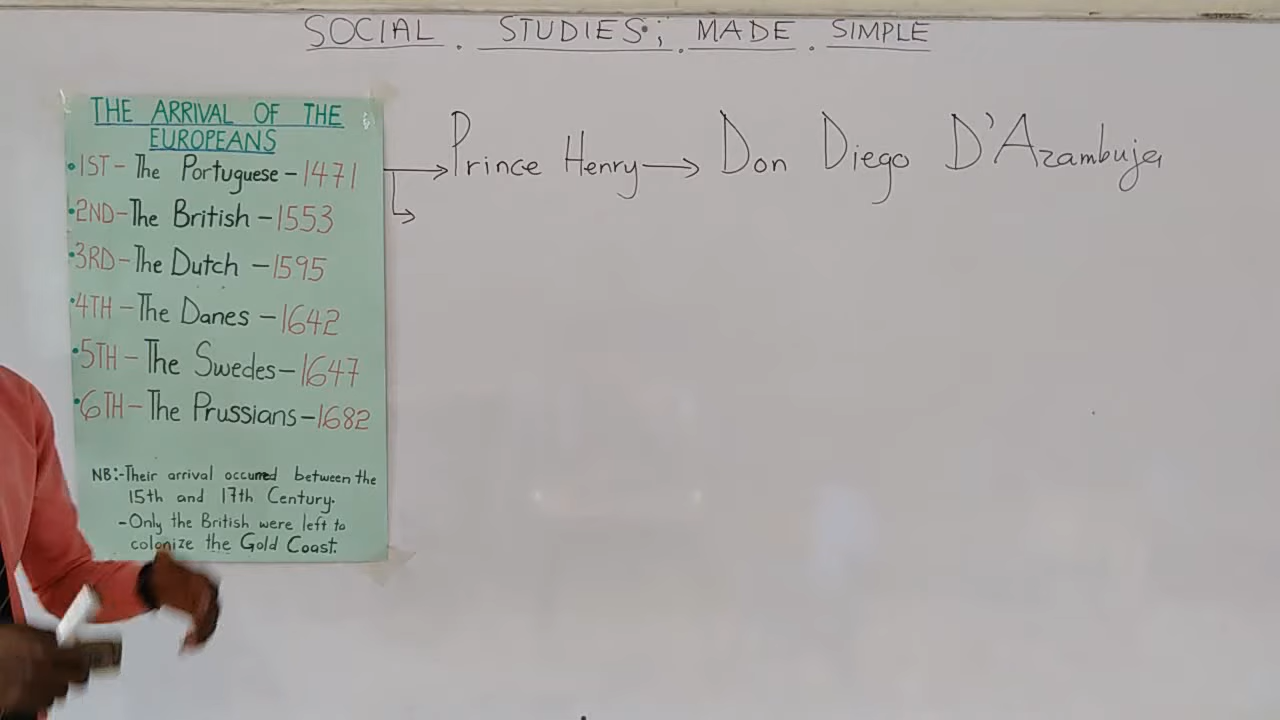 SOCIAL . STUDIES; . MADE . SIMPLE
THE ARRIVAL OF THE
EUROPEANS
• 1ST - The Portuguese - 1471
• 2ND - The British - 1553
• 3RD - The Dutch - 1595
• 4TH - The Danes - 1642
• 5TH - The Swedes - 1647
• 6TH - The Prussians - 1682
NB:- Their arrival occurred between the
15th and 17th Century.
- Only the British were left to
colonize the Gold Coast.
→ Prince Henry → Don Diego D'Azambuja